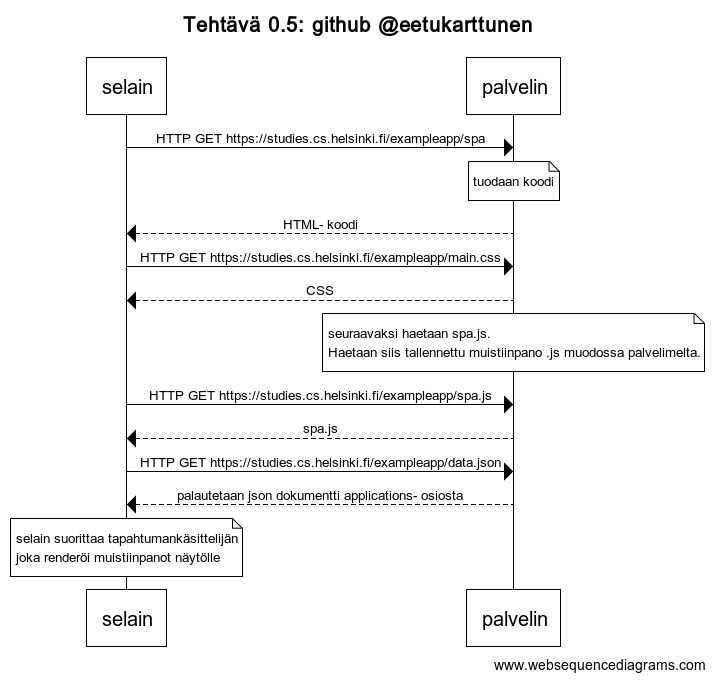 Tehtävä 0.5: github @eetukarttunen
selain
palvelin
HTTP GET https://studies.cs.helsinki.fi/exampleapp/spa
tuodaan koodi
HTML- koodi
HTTP GET https://studies.cs.helsinki.fi/exampleapp/main.css
CSS
seuraavaksi haetaan spa.js.
Haetaan siis tallennettu muistiinpano .js muodossa palvelimelta.
HTTP GET https://studies.cs.helsinki.fi/exampleapp/spa.js
spa.js
HTTP GET https://studies.cs.helsinki.fi/exampleapp/data.json
palautetaan json dokumentti applications- osiosta
selain suorittaa tapahtumankäsittelijän
joka renderöi muistiinpanot näytölle
selain
palvelin
www.websequencediagrams.com